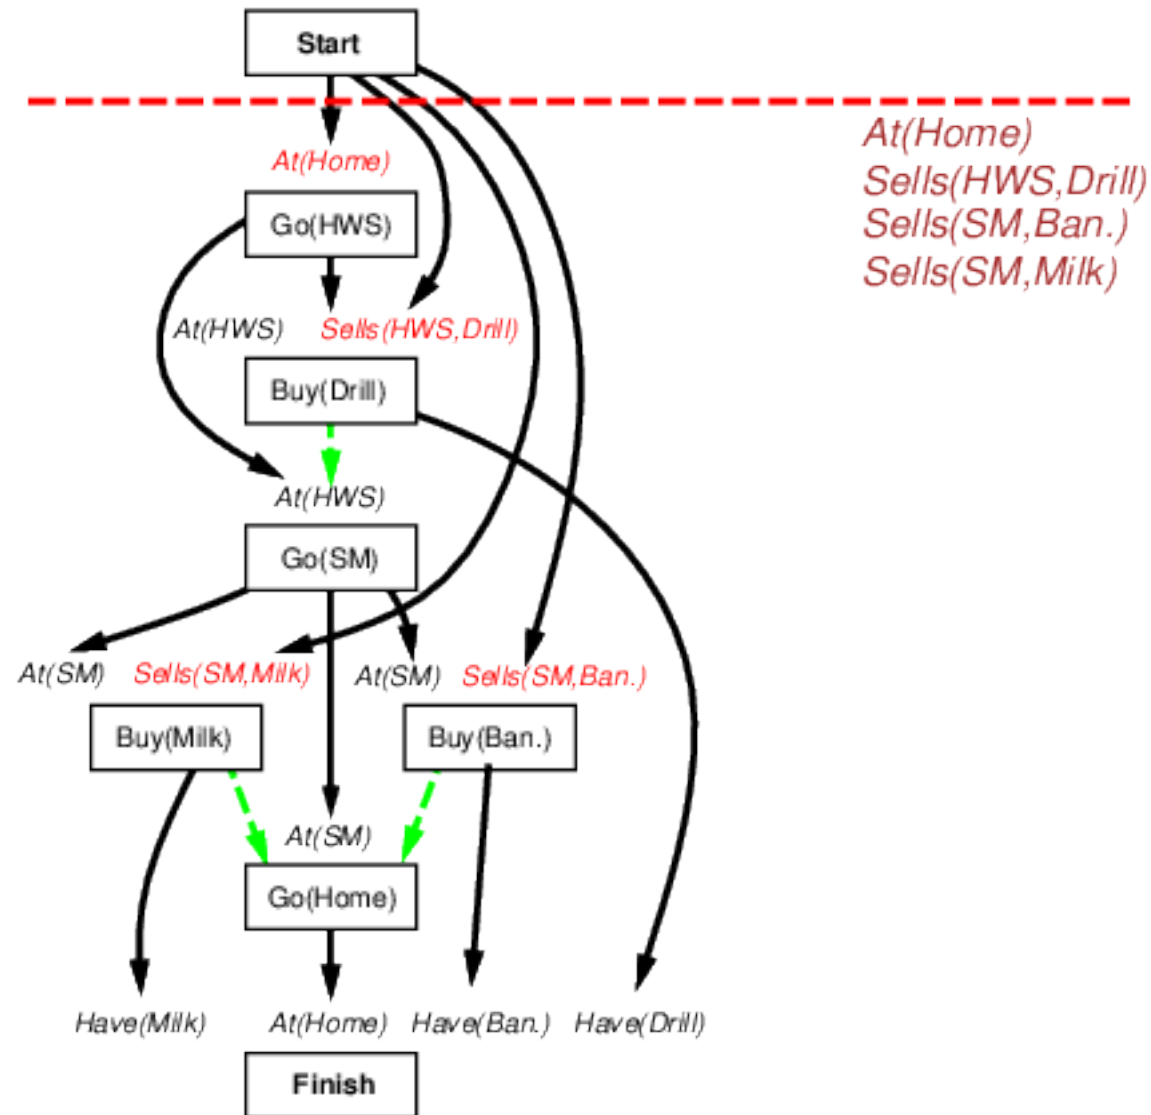 Start
At(Home)
Sells(HWS,Drill)
Sells(SM,Ban.)
Sells(SM,Milk)
At(Home)
Go(HWS)
At(HWS) Sells(HWS,Drill)
Buy(Drill)
At(HWS)
Go(SM)
At(SM) Sells(SM,Milk) At(SM) Sells(SM,Ban.)
Buy(Milk) Buy(Ban.)
At(SM)
Go(Home)
Have(Milk) At(Home) Have(Ban.) Have(Drill)
Finish